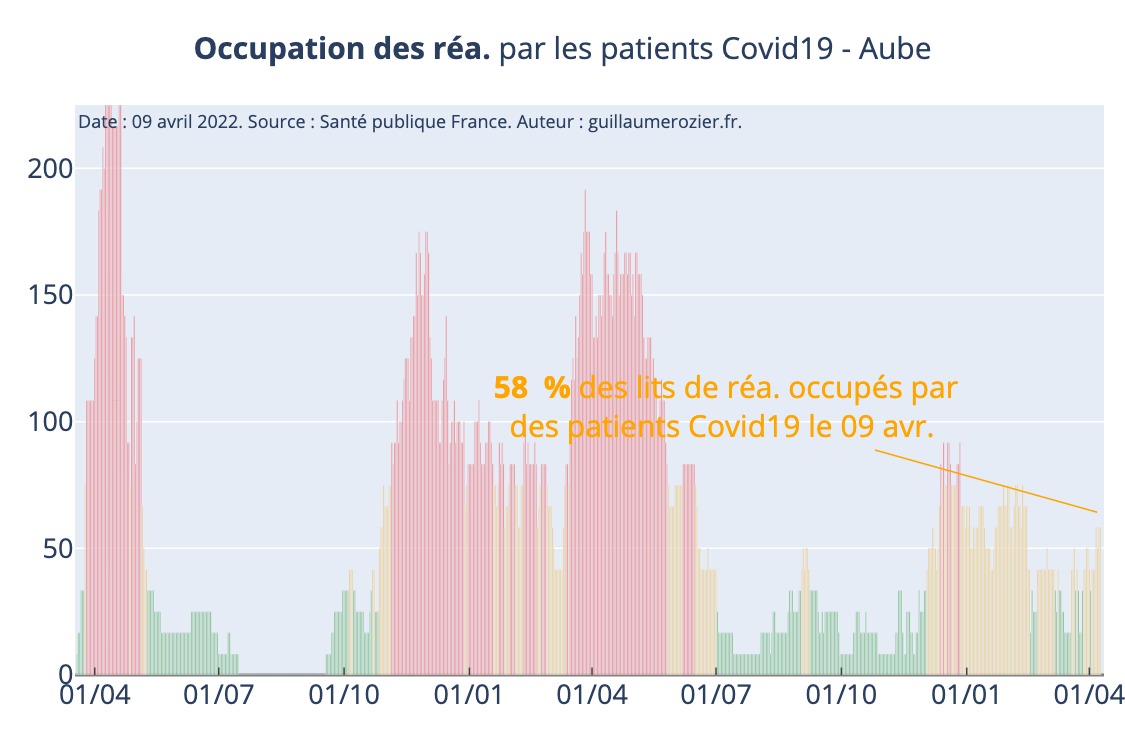 Occupation des réa. par les patients Covid19 - Aube
Date : 09 avril 2022. Source : Santé publique France. Auteur : guillaumerozier.fr.
200
150
58 % des lits de réa. occupés par
des patients Covid19 le 09 avr.
100
50
0
01/04 01/07 01/10 01/01 01/04 01/07 01/10 01/01 01/04